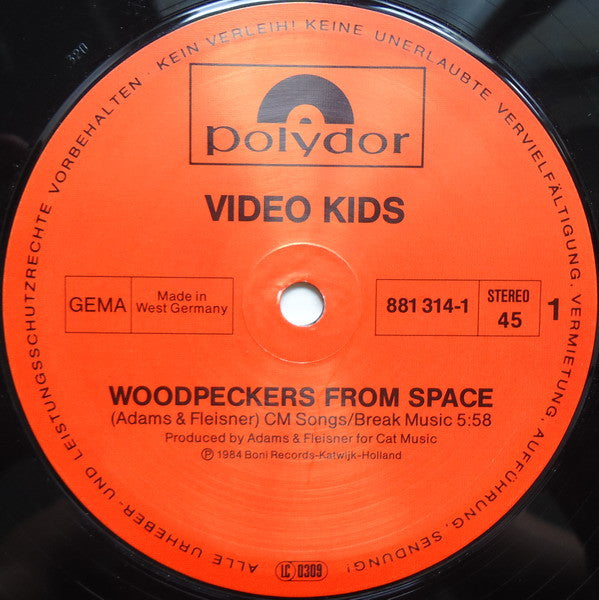 ALLE URHEBER- UND LEISTUNGSSCHUTZRECHTE VORBEHALTEN · KEIN VERLEIH! KEINE UNERLAUBTE VERVIELFÄLTIGUNG, VERMIETUNG, AUFFÜHRUNG, SENDUNG!
320
polydor
VIDEO KIDS
GEMA
Made in
West Germany
881 314-1
STEREO
45
1
WOODPECKERS FROM SPACE
(Adams & Fleisner) CM Songs/Break Music 5:58
Produced by Adams & Fleisner for Cat Music
Ⓟ 1984 Boni Records-Katwijk-Holland
LC 0309